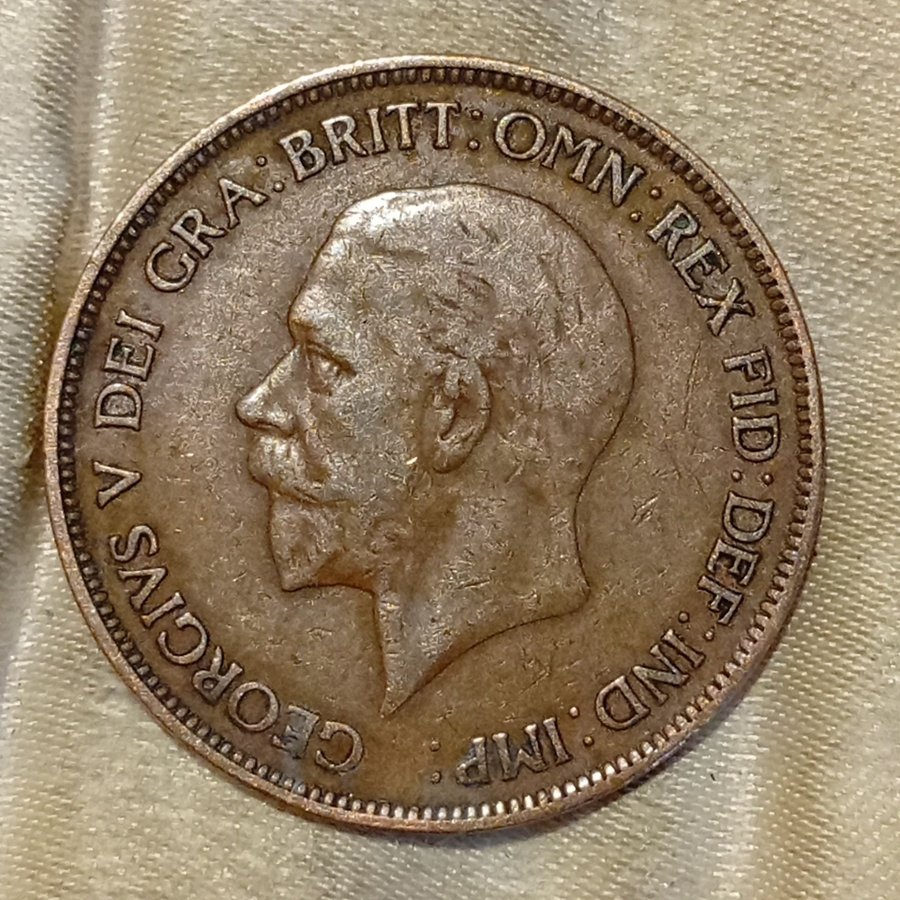 GEORGIVS V DEI GRA: BRITT: OMN: REX FID: DEF: IND: IMP: